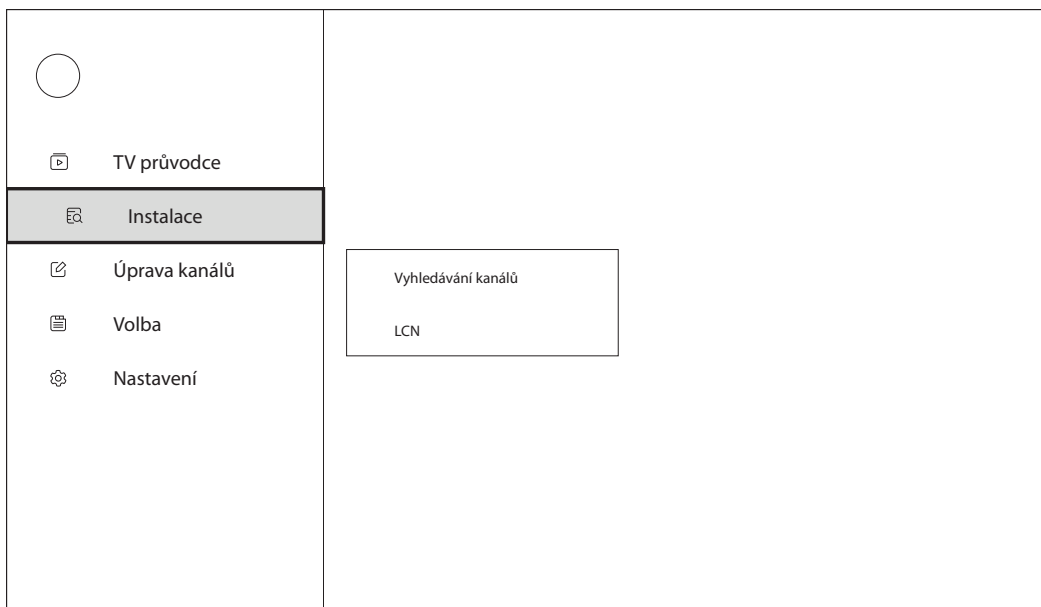 TV průvodce
Instalace
Úprava kanálů
Volba
Nastavení
Vyhledávání kanálů
LCN